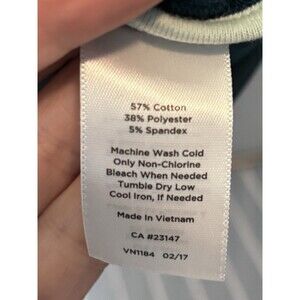 57% Cotton
38% Polyester
5% Spandex
Machine Wash Cold
Only Non-Chlorine
Bleach When Needed
Tumble Dry Low
Cool Iron, If Needed
Made In Vietnam
CA #23147
VN1184 02/17